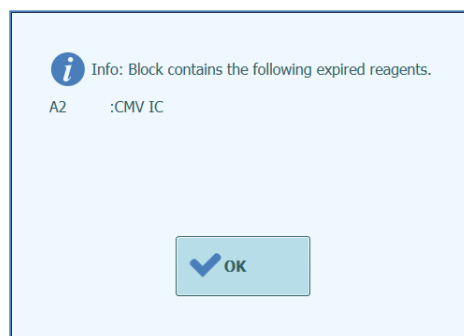 Info: Block contains the following expired reagents.
A2 :CMV IC
OK